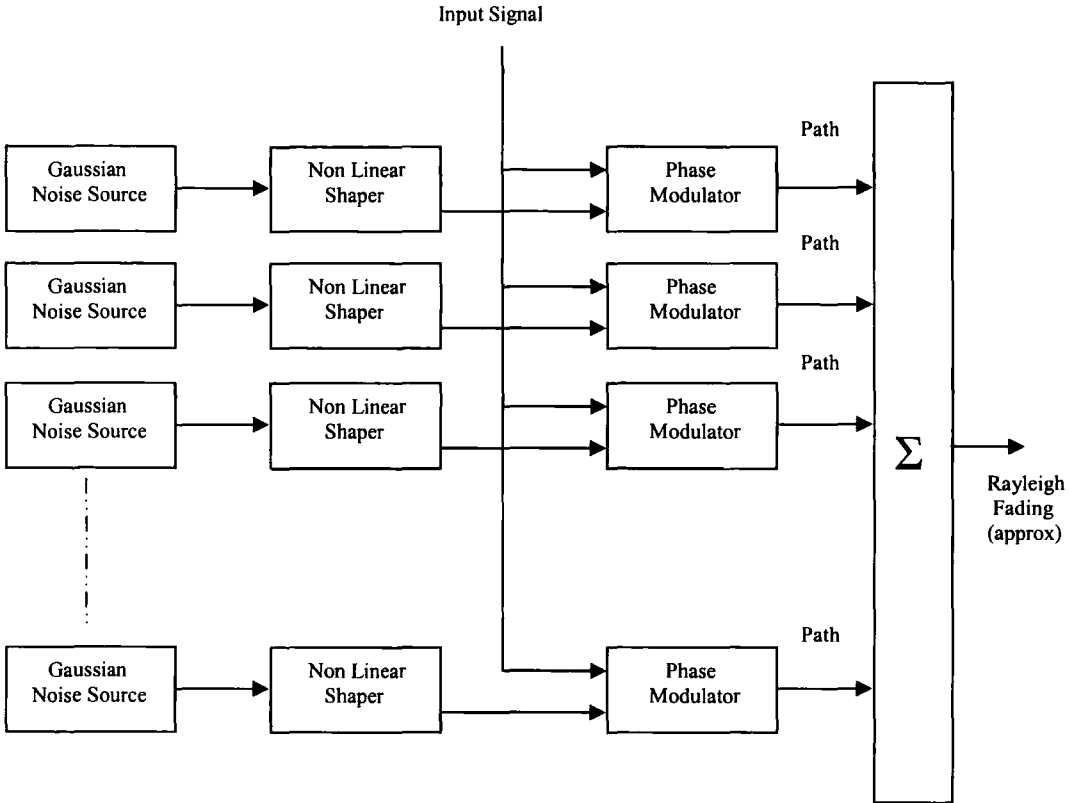 Input Signal
Path
Gaussian
Noise Source
Non Linear
Shaper
Phase
Modulator
Path
Gaussian
Noise Source
Non Linear
Shaper
Phase
Modulator
Path
Gaussian
Noise Source
Non Linear
Shaper
Phase
Modulator
Σ
Rayleigh
Fading
(approx)
Path
Gaussian
Noise Source
Non Linear
Shaper
Phase
Modulator